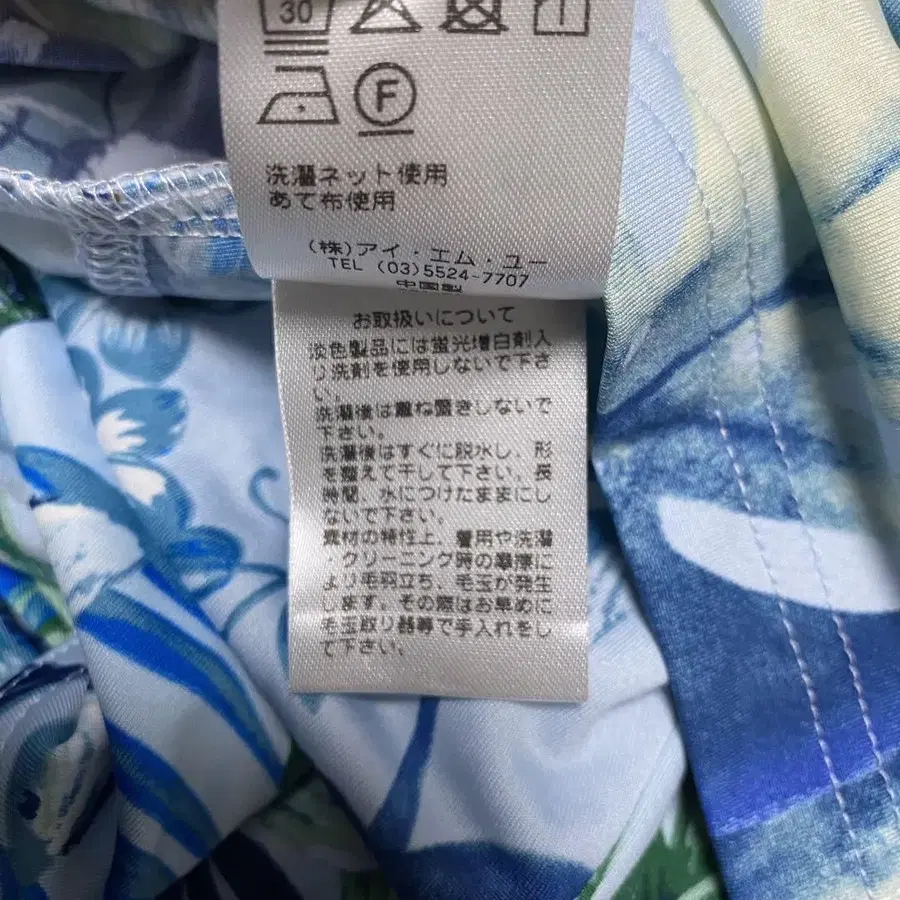 30
F
洗濯ネット使用
あて布使用
(株)アイ・エム・ユー
TEL (03)5524-7707
中国製
お取扱いについて
淡色製品には蛍光増白剤入
り洗剤を使用しないで下さ
い。
洗濯後は重ね置きしないで
下さい。
洗濯後はすぐに脱水し、形
を整えて干して下さい。長
時間、水につけたままにし
ないで下さい。
素材の特性上、着用や洗濯
・クリーニング時の摩擦に
より毛羽立ち、毛玉が発生
します。その際はお早めに
毛玉取り器等で手入れをし
て下さい。